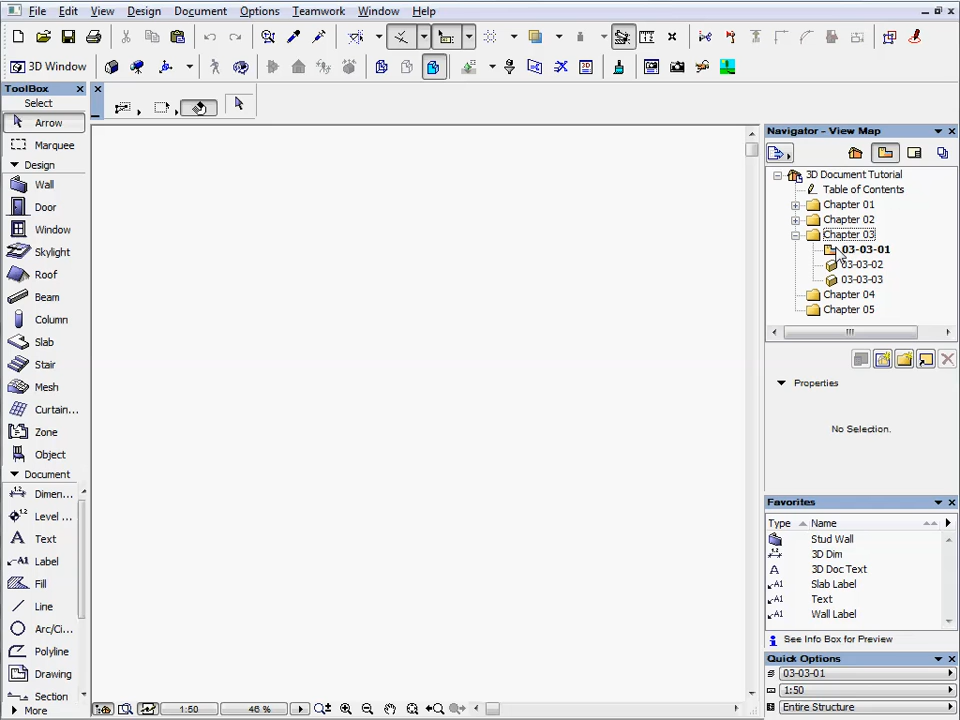 File Edit View Design Document Options Teamwork Window Help
3D Window
ToolBox
Select
Arrow
Marquee
Design
Wall
Door
Window
Skylight
Roof
Beam
Column
Slab
Stair
Mesh
Curtain...
Zone
Object
Document
Dimen...
Level ...
Text
Label
Fill
Line
Arc/Ci...
Polyline
Drawing
Section
More
1:50
46 %
Navigator - View Map
3D Document Tutorial
Table of Contents
Chapter 01
Chapter 02
Chapter 03
03-03-01
03-03-02
03-03-03
Chapter 04
Chapter 05
Properties
No Selection.
Favorites
Type Name
Stud Wall
3D Dim
A 3D Doc Text
A1 Slab Label
A1 Text
A1 Wall Label
See Info Box for Preview
Quick Options
03-03-01
1:50
Entire Structure